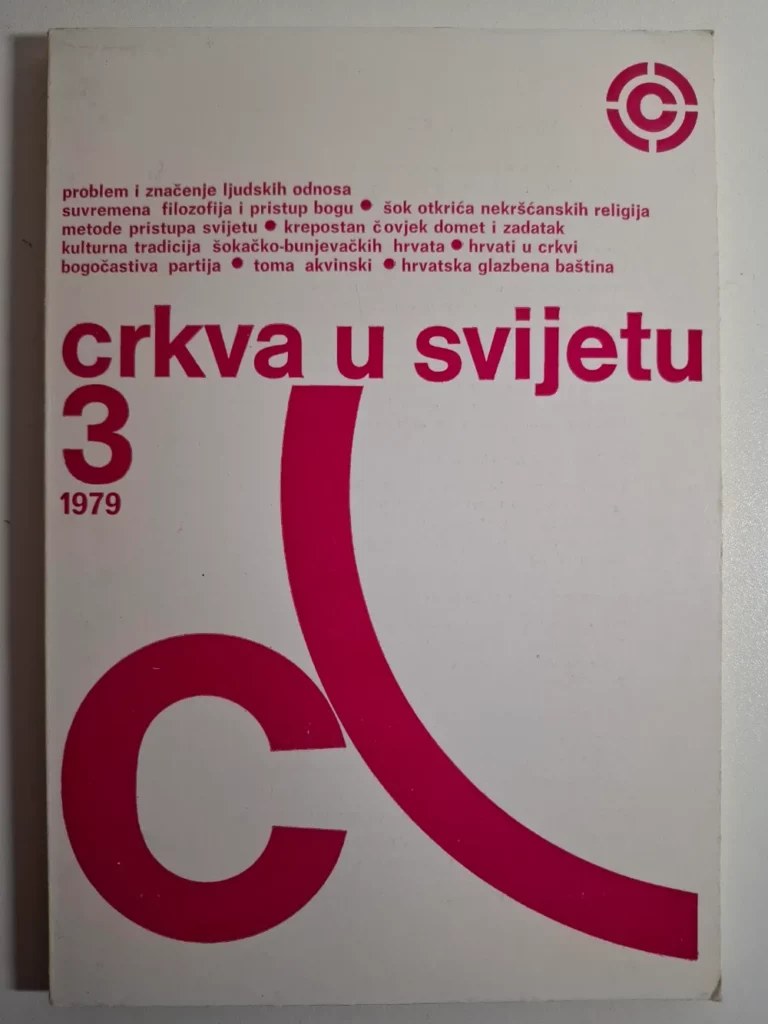 c
problem i značenje ljudskih odnosa
suvremena filozofija i pristup bogu ● šok otkrića nekršćanskih religija
metode pristupa svijetu ● krepostan čovjek domet i zadatak
kulturna tradicija šokačko-bunjevačkih hrvata ● hrvati u crkvi
bogočastiva partija ● toma akvinski ● hrvatska glazbena baština
crkva u svijetu
3
1979
c